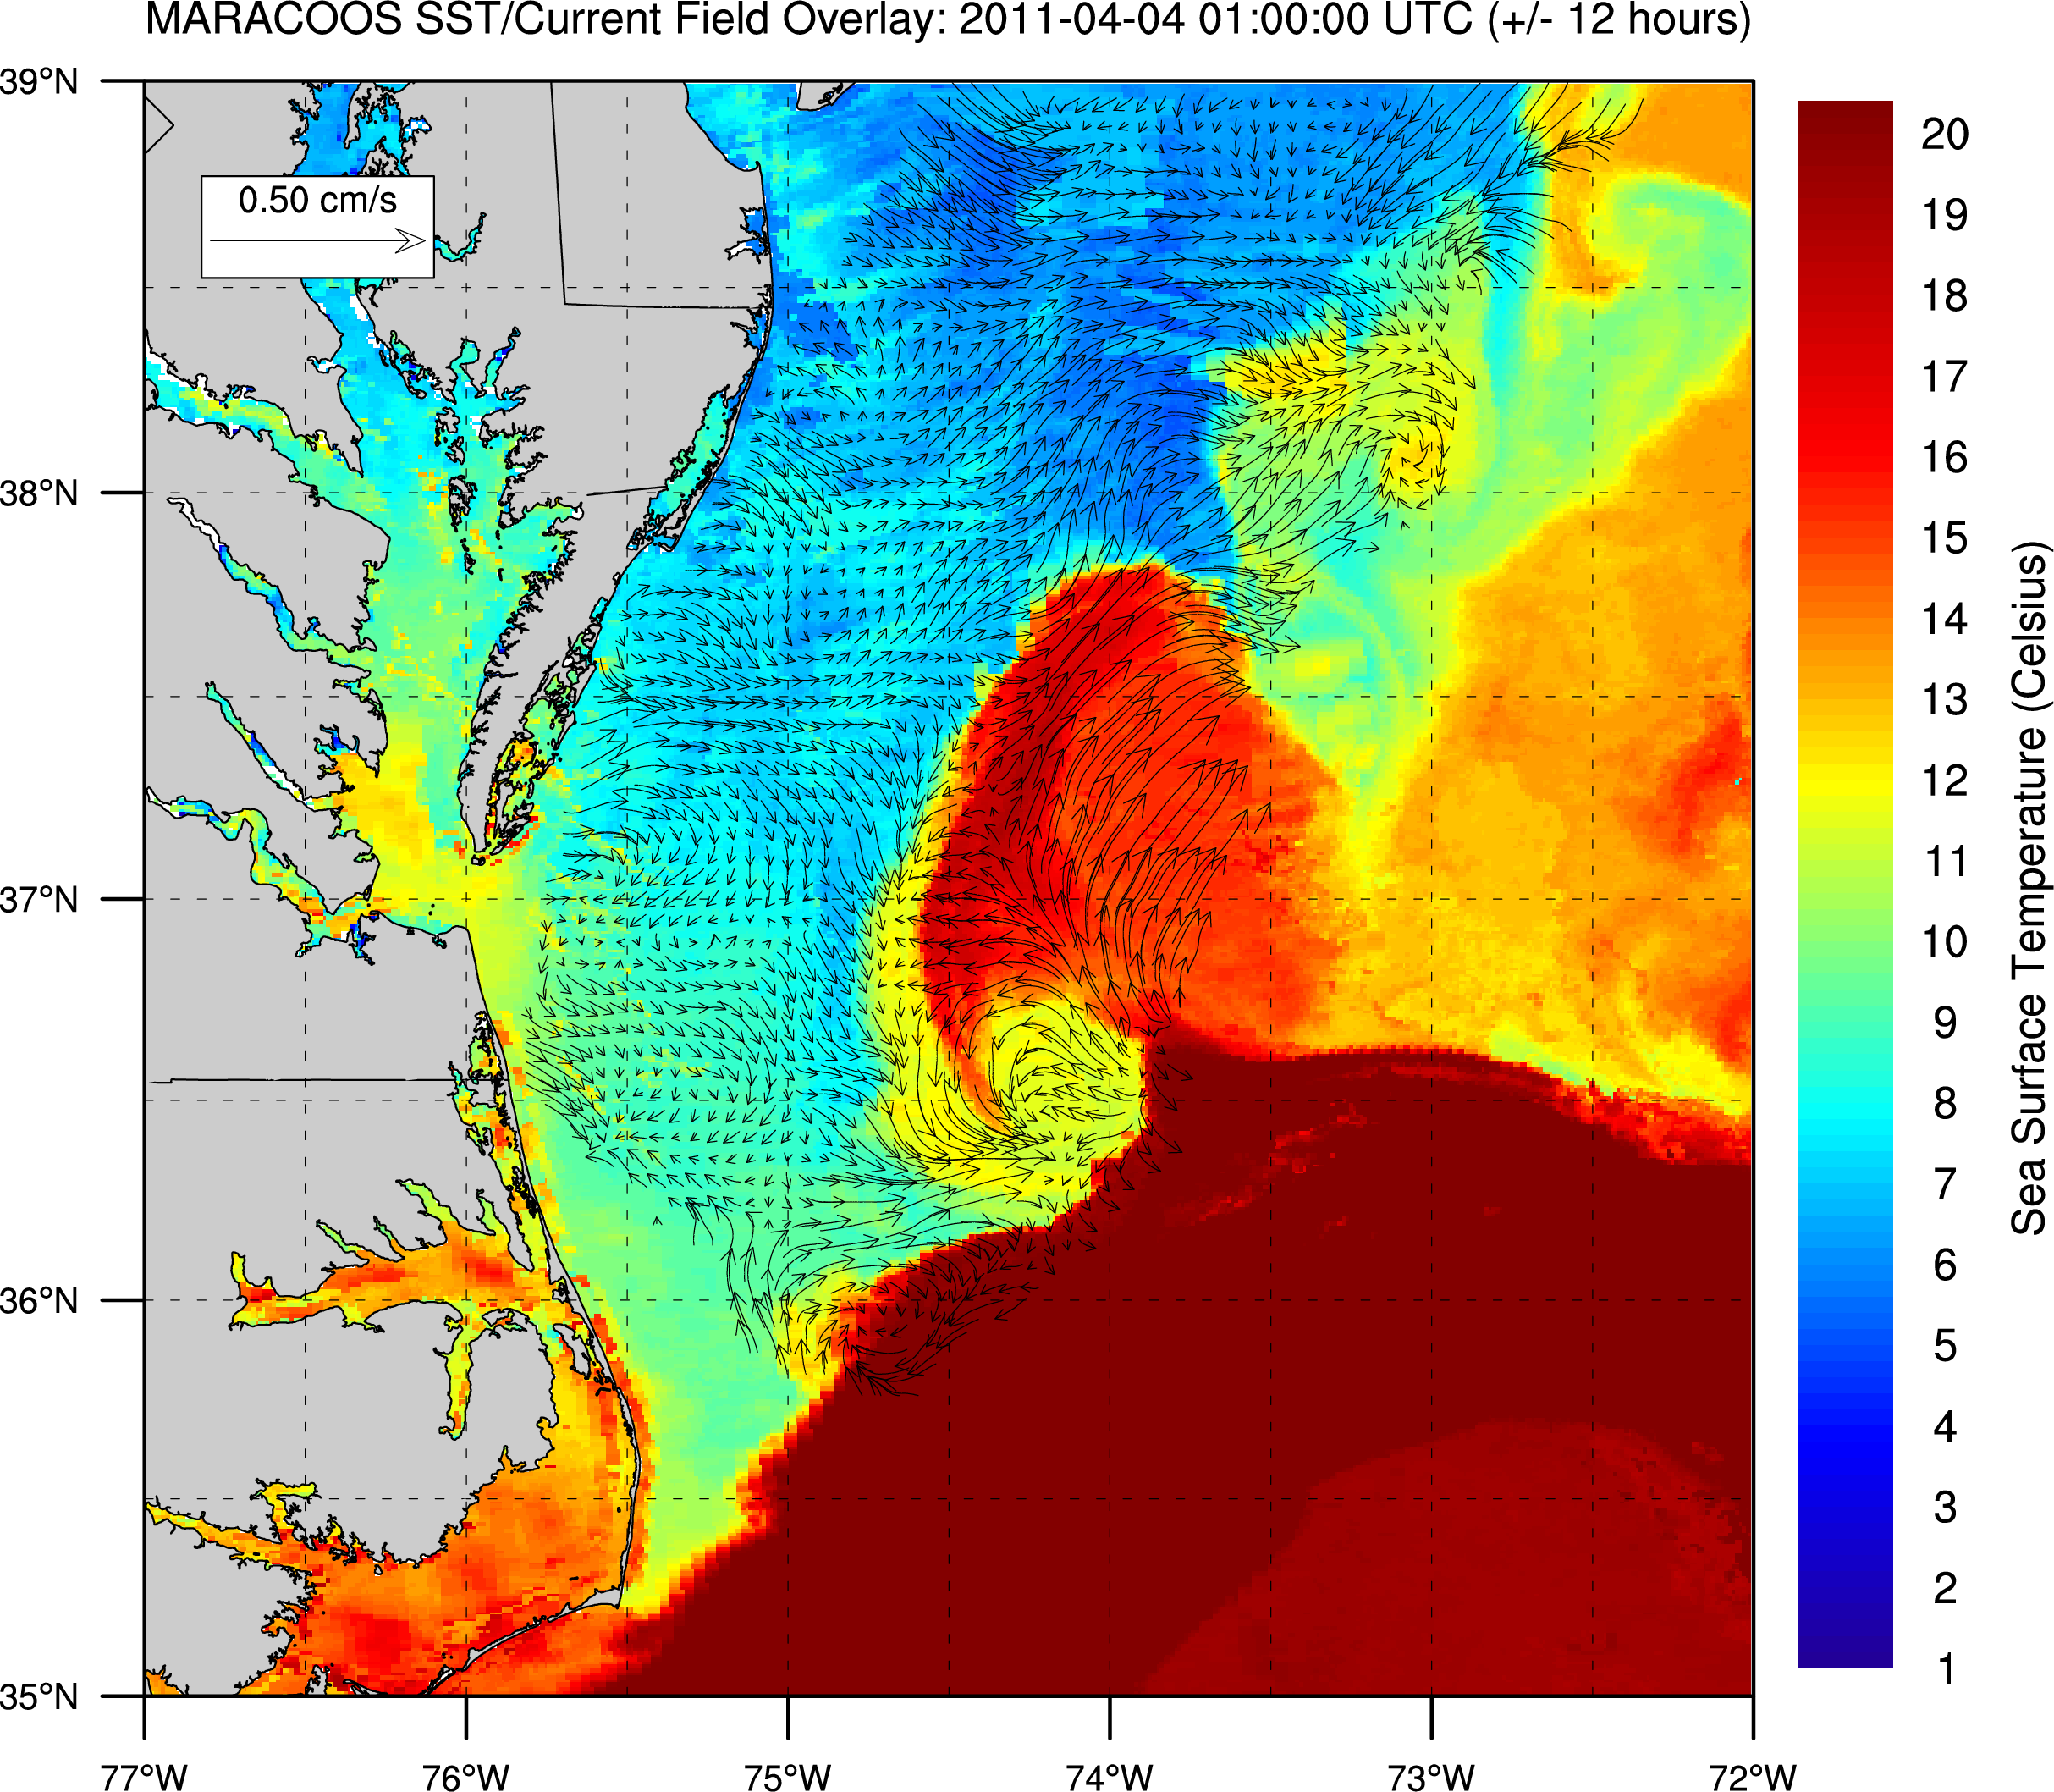 MARACOOS SST/Current Field Overlay: 2011-04-04 01:00:00 UTC (+/- 12 hours)
39°N
38°N
37°N
36°N
35°N
0.50 cm/s
77°W 76°W 75°W 74°W 73°W 72°W
20
19
18
17
16
15
14
13
12
11
10
9
8
7
6
5
4
3
2
1
Sea Surface Temperature (Celsius)